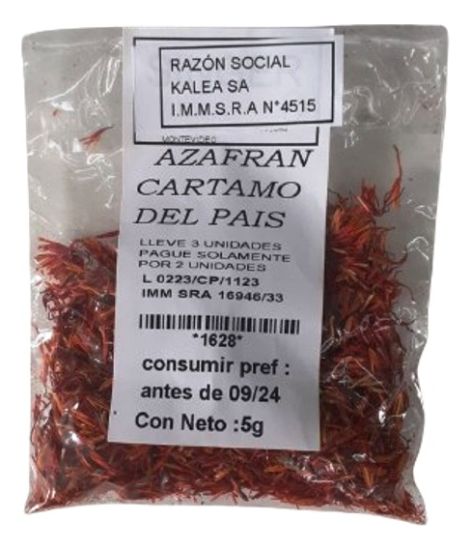 RAZÓN SOCIAL
KALEA SA
I.M.M.S.R.A N°4515
MONTEVIDEO
AZAFRAN
CARTAMO
DEL PAIS
LLEVE 3 UNIDADES
PAGUE SOLAMENTE
POR 2 UNIDADES
L 0223/CP/1123
IMM SRA 16946/33
*1628*
consumir pref :
antes de 09/24
Con Neto :5g